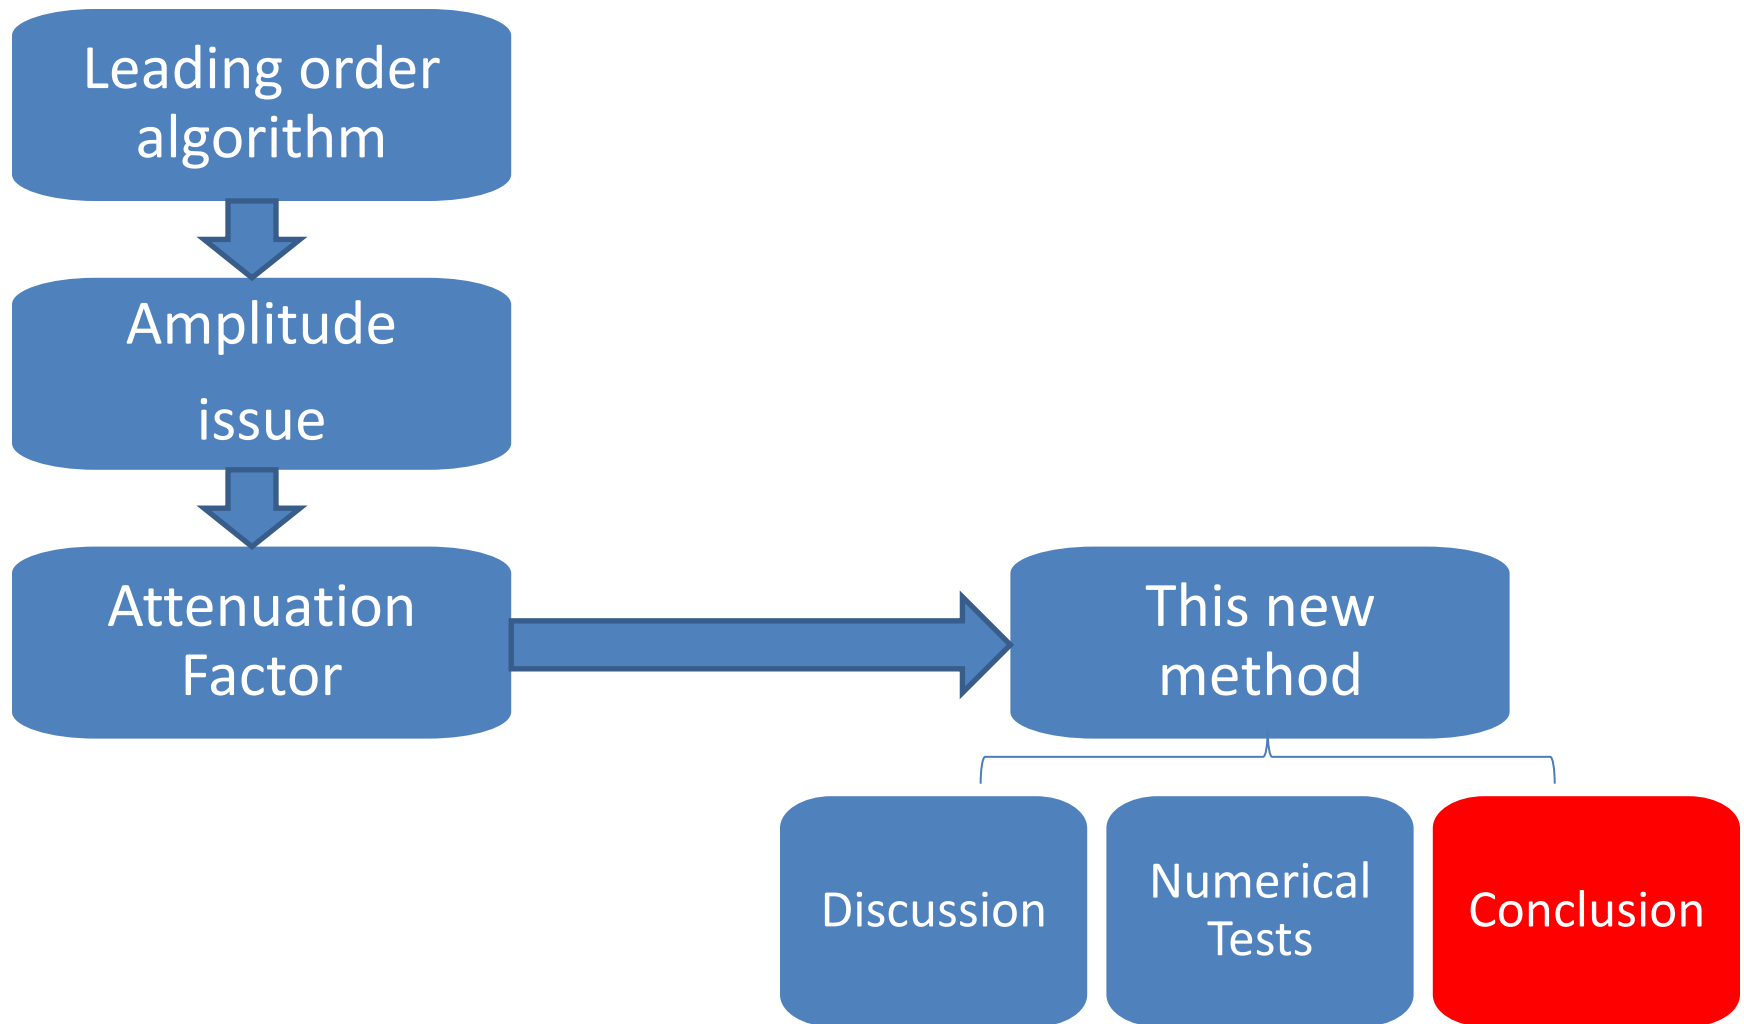 Leading order
algorithm
Amplitude
issue
Attenuation
Factor
This new
method
Discussion
Numerical
Tests
Conclusion